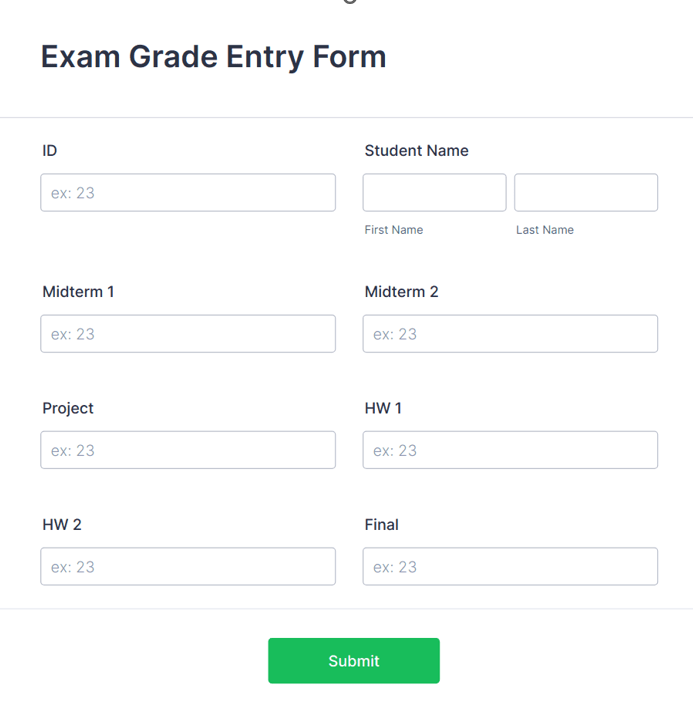 Exam Grade Entry Form
ID
Student Name
ex: 23
First Name
Last Name
Midterm 1
Midterm 2
ex: 23
ex: 23
Project
HW 1
ex: 23
ex: 23
HW 2
Final
ex: 23
ex: 23
Submit